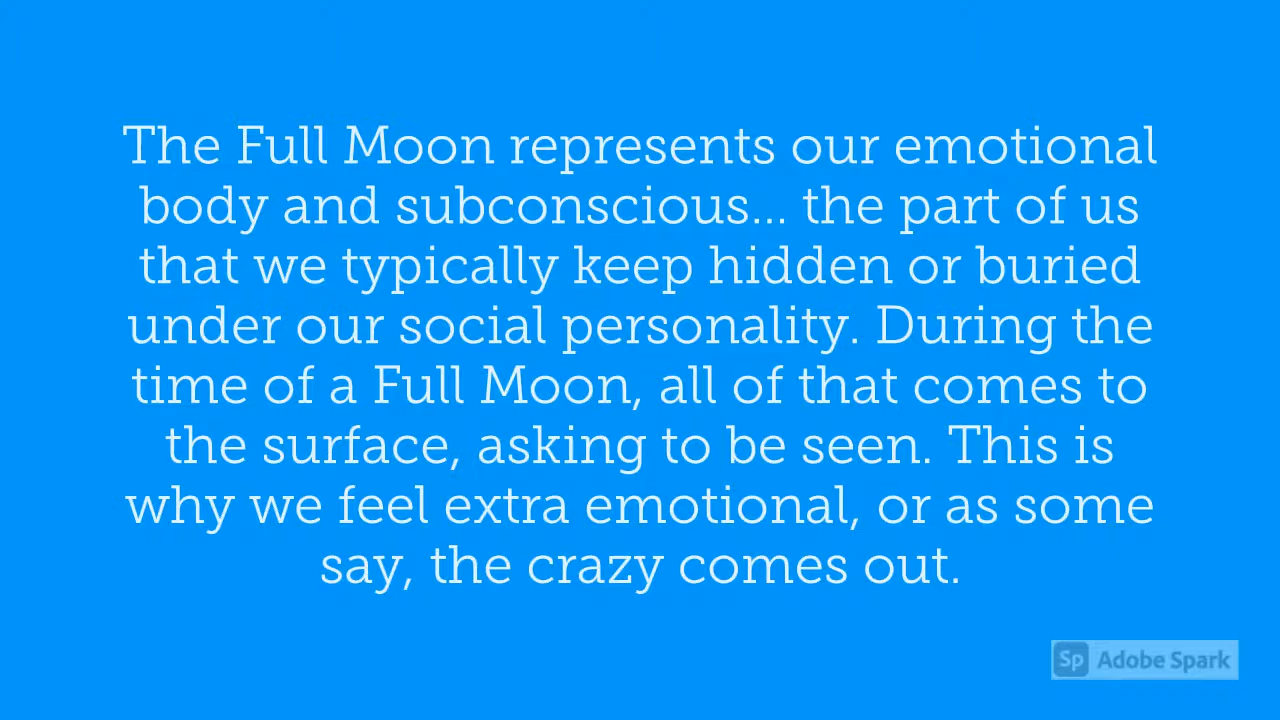 The Full Moon represents our emotional
body and subconscious... the part of us
that we typically keep hidden or buried
under our social personality. During the
time of a Full Moon, all of that comes to
the surface, asking to be seen. This is
why we feel extra emotional, or as some
say, the crazy comes out.
Sp Adobe Spark